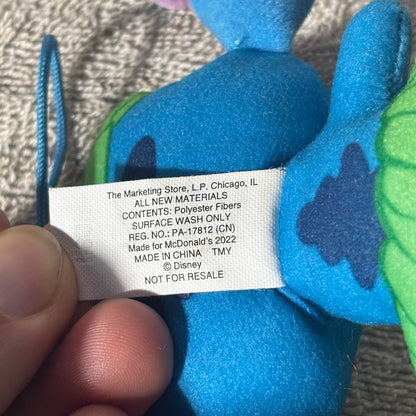 The Marketing Store, L.P. Chicago, IL
ALL NEW MATERIALS
CONTENTS: Polyester Fibers
SURFACE WASH ONLY
REG. NO.: PA-17812 (CN)
Made for McDonald's 2022
MADE IN CHINA TMY
© Disney
NOT FOR RESALE